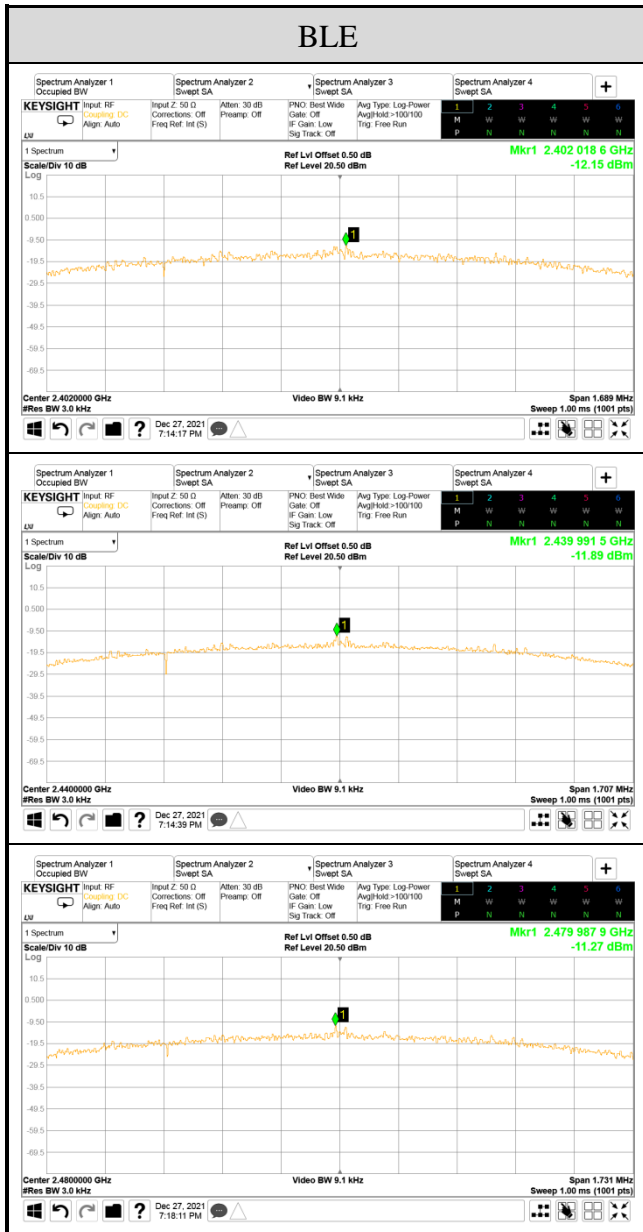 BLE
Spectrum Analyzer 1 Spectrum Analyzer 2 Spectrum Analyzer 3 Spectrum Analyzer 4
Occupied BW Swept SA Swept SA Swept SA +
KEYSIGHT Input: RF Input Z: 50 Ω Atten: 30 dB PNO: Best Wide Avg Type: Log-Power 1 2 3 4 5 6
Coupling: DC Corrections: Off Preamp: Off Gate: Off Avg|Hold:>100/100 M W W W W W
Align: Auto Freq Ref: Int (S) IF Gain: Low Trig: Free Run
Sig Track: Off P N N N N N
1 Spectrum Ref Lvl Offset 0.50 dB Mkr1 2.402 018 6 GHz
Scale/Div 10 dB Ref Level 20.50 dBm -12.15 dBm
Log
10.5
0.500
1
-9.50
-19.5
-29.5
-39.5
-49.5
-59.5
-69.5
Center 2.4020000 GHz Video BW 9.1 kHz Span 1.689 MHz
#Res BW 3.0 kHz Sweep 1.00 ms (1001 pts)
? Dec 27, 2021
7:14:17 PM
Spectrum Analyzer 1 Spectrum Analyzer 2 Spectrum Analyzer 3 Spectrum Analyzer 4
Occupied BW Swept SA Swept SA Swept SA +
KEYSIGHT Input: RF Input Z: 50 Ω Atten: 30 dB PNO: Best Wide Avg Type: Log-Power 1 2 3 4 5 6
Coupling: DC Corrections: Off Preamp: Off Gate: Off Avg|Hold:>100/100 M W W W W W
Align: Auto Freq Ref: Int (S) IF Gain: Low Trig: Free Run
Sig Track: Off P N N N N N
1 Spectrum Ref Lvl Offset 0.50 dB Mkr1 2.439 991 5 GHz
Scale/Div 10 dB Ref Level 20.50 dBm -11.89 dBm
Log
10.5
0.500
1
-9.50
-19.5
-29.5
-39.5
-49.5
-59.5
-69.5
Center 2.4400000 GHz Video BW 9.1 kHz Span 1.707 MHz
#Res BW 3.0 kHz Sweep 1.00 ms (1001 pts)
? Dec 27, 2021
7:14:39 PM
Spectrum Analyzer 1 Spectrum Analyzer 2 Spectrum Analyzer 3 Spectrum Analyzer 4
Occupied BW Swept SA Swept SA Swept SA +
KEYSIGHT Input: RF Input Z: 50 Ω Atten: 30 dB PNO: Best Wide Avg Type: Log-Power 1 2 3 4 5 6
Coupling: DC Corrections: Off Preamp: Off Gate: Off Avg|Hold:>100/100 M W W W W W
Align: Auto Freq Ref: Int (S) IF Gain: Low Trig: Free Run
Sig Track: Off P N N N N N
1 Spectrum Ref Lvl Offset 0.50 dB Mkr1 2.479 987 9 GHz
Scale/Div 10 dB Ref Level 20.50 dBm -11.27 dBm
Log
10.5
0.500
1
-9.50
-19.5
-29.5
-39.5
-49.5
-59.5
-69.5
Center 2.4800000 GHz Video BW 9.1 kHz Span 1.731 MHz
#Res BW 3.0 kHz Sweep 1.00 ms (1001 pts)
? Dec 27, 2021
7:18:11 PM